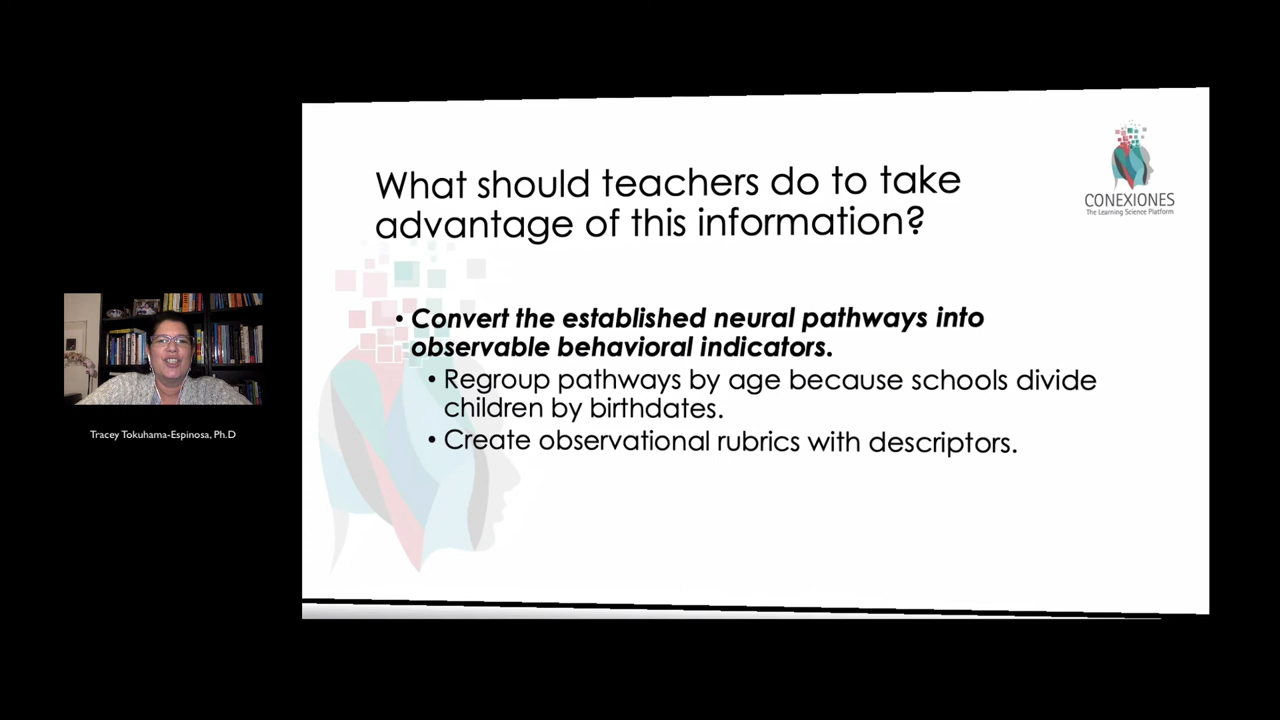 CONEXIONES
The Learning Science Platform
What should teachers do to take
advantage of this information?
• Convert the established neural pathways into
observable behavioral indicators.
• Regroup pathways by age because schools divide
children by birthdates.
• Create observational rubrics with descriptors.
Tracey Tokuhama-Espinosa, Ph.D